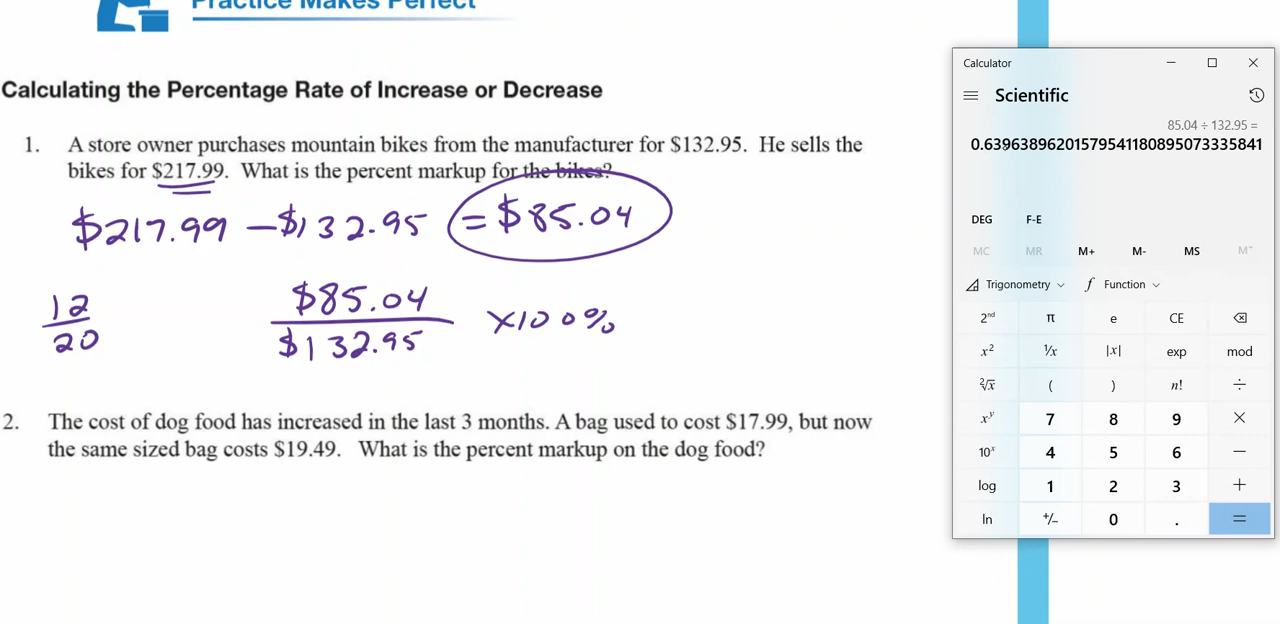 Practice Makes Perfect
Calculating the Percentage Rate of Increase or Decrease
1. A store owner purchases mountain bikes from the manufacturer for $132.95. He sells the
bikes for $217.99. What is the percent markup for the bikes?
$217.99 - $132.95 = $85.04
12
20
$85.04
$132.95
×100%
2. The cost of dog food has increased in the last 3 months. A bag used to cost $17.99, but now
the same sized bag costs $19.49. What is the percent markup on the dog food?
Calculator
Scientific
85.04 ÷ 132.95 =
0.63963896201579541180895073335841
DEG F-E
MC MR M+ M- MS M˅
Trigonometry f Function
2ⁿᵈ π e CE
x² ¹/x |x| exp mod
²√x ( ) n! ÷
xʸ 7 8 9 ×
10ˣ 4 5 6 −
log 1 2 3 +
ln +/− 0 . =